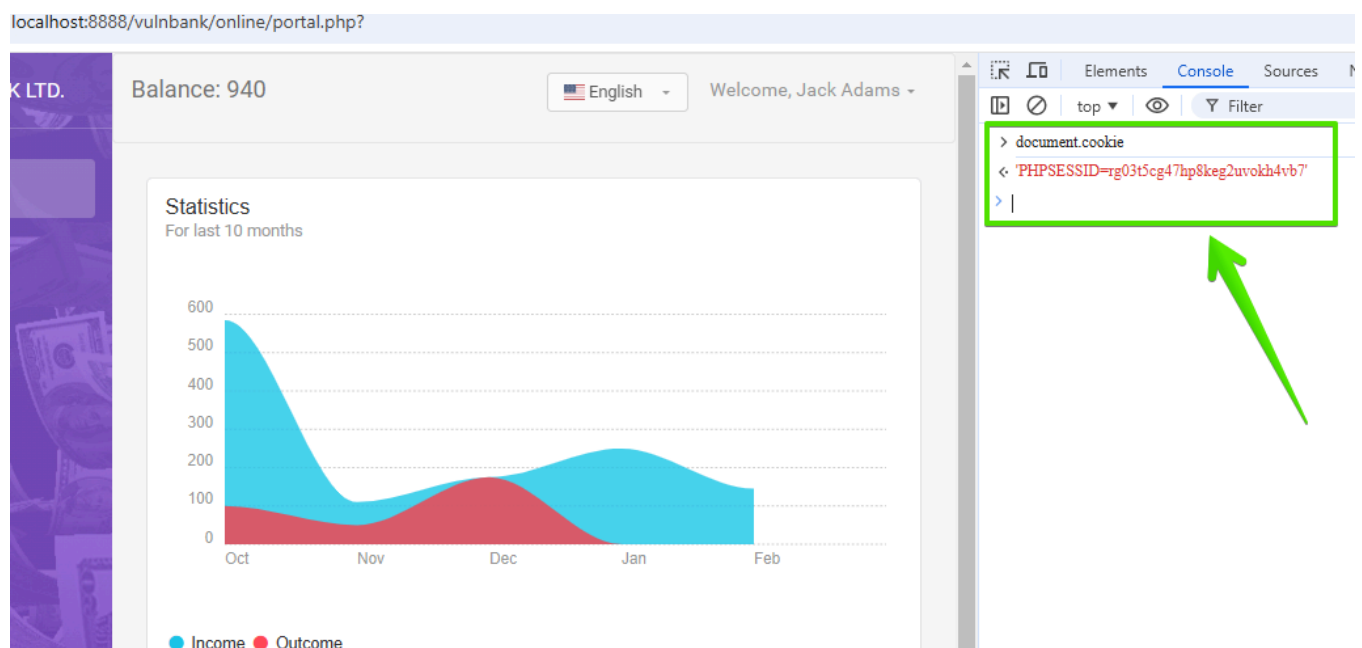 localhost:8888/vulnbank/online/portal.php?
K LTD.
Balance: 940
English
Welcome, Jack Adams
Elements Console Sources
top Filter
> document.cookie
'PHPSESSID=rg03t5cg47hp8keg2uvokh4vb7'
>
Statistics
For last 10 months
600
500
400
300
200
100
0
Oct Nov Dec Jan Feb
Income Outcome